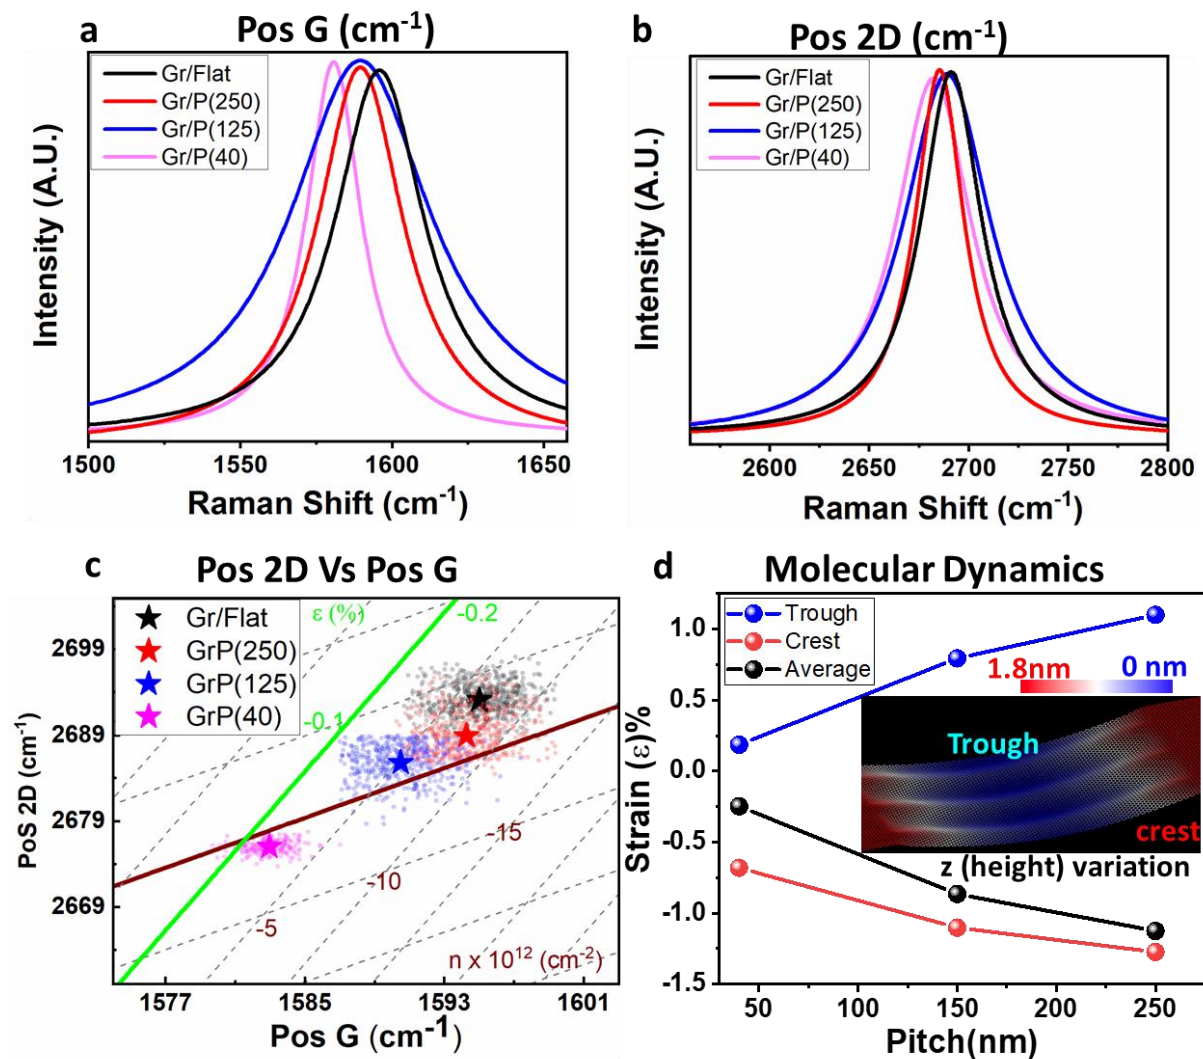 a
Pos G (cm-1)
Gr/Flat
Gr/P(250)
Gr/P(125)
Gr/P(40)
Intensity (A.U.)
1500 1550 1600 1650
Raman Shift (cm-1)
b
Pos 2D (cm-1)
Gr/Flat
Gr/P(250)
Gr/P(125)
Gr/P(40)
Intensity (A.U.)
2600 2650 2700 2750 2800
Raman Shift (cm-1)
c
Pos 2D Vs Pos G
Gr/Flat
GrP(250)
GrP(125)
GrP(40)
ε (%)
-0.2
-0.1
-15
-10
-5
n x 1012 (cm-2)
Pos 2D (cm-1)
2699
2689
2679
2669
1577 1585 1593 1601
Pos G (cm-1)
d
Molecular Dynamics
Trough
Crest
Average
1.8nm
0 nm
Trough
crest
z (height) variation
Strain (ε)%
1.0
0.5
0.0
-0.5
-1.0
-1.5
50 100 150 200 250
Pitch(nm)